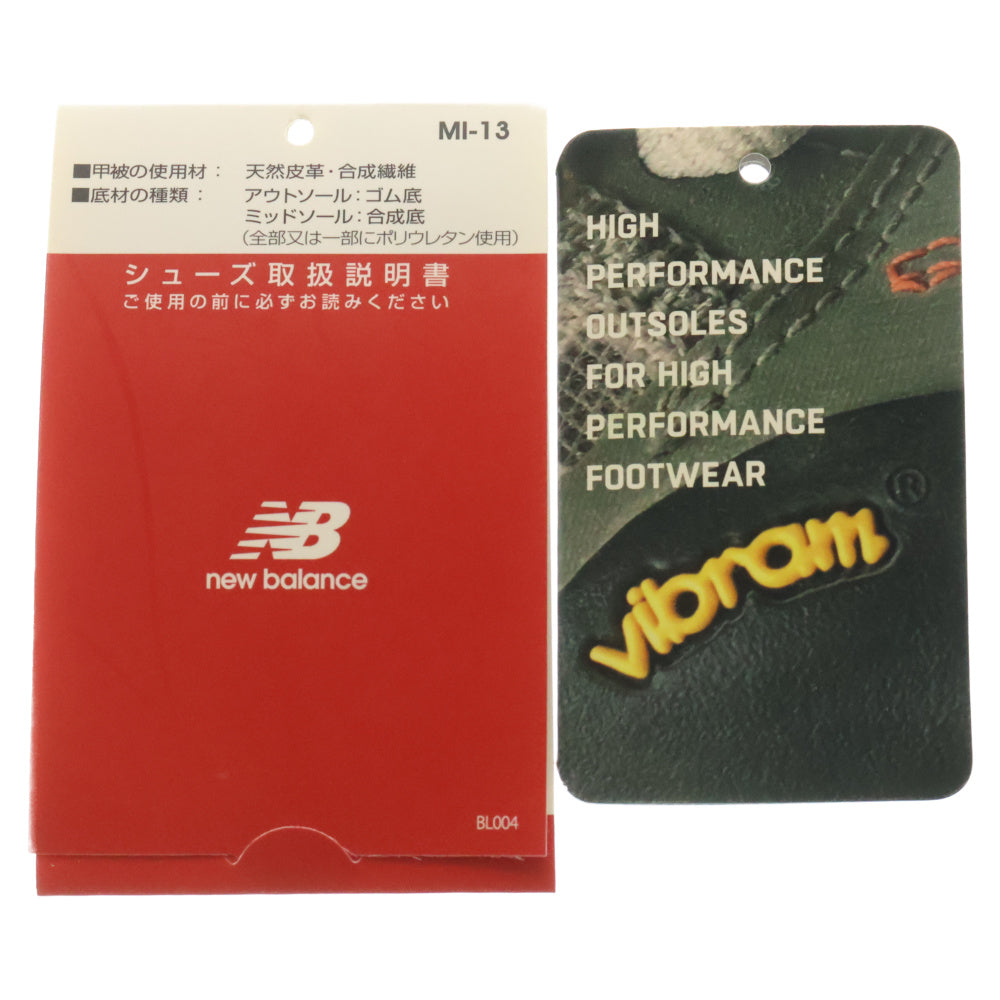 MI-13
■甲被の使用材： 天然皮革・合成繊維
■底材の種類： アウトソール：ゴム底
ミッドソール：合成底
（全部又は一部にポリウレタン使用）
シューズ取扱説明書
ご使用の前に必ずお読みください
NB
new balance
BL004
HIGH
PERFORMANCE
OUTSOLES
FOR HIGH
PERFORMANCE
FOOTWEAR
®
vibram